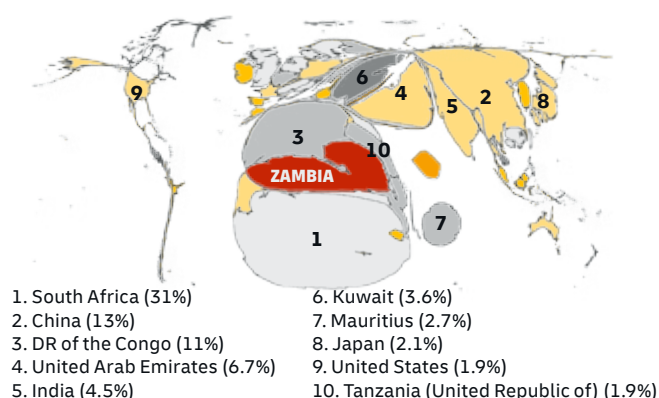 6
9
4
5
2
8
3
10
ZAMBIA
7
1
1. South Africa (31%)
2. China (13%)
3. DR of the Congo (11%)
4. United Arab Emirates (6.7%)
5. India (4.5%)
6. Kuwait (3.6%)
7. Mauritius (2.7%)
8. Japan (2.1%)
9. United States (1.9%)
10. Tanzania (United Republic of) (1.9%)